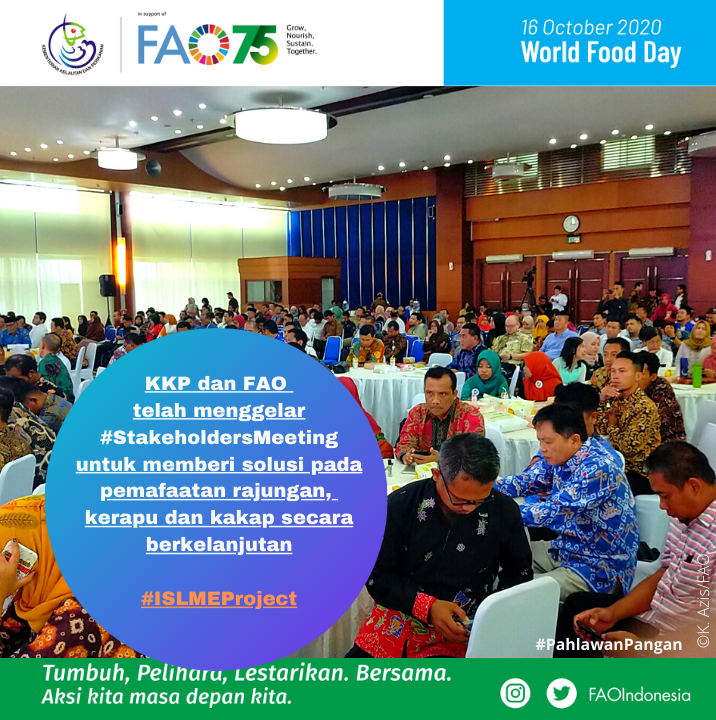 In support of
KEMENTERIAN KELAUTAN DAN PERIKANAN
FAO75
Grow,
Nourish,
Sustain.
Together.
16 October 2020
World Food Day
KKP dan FAO
telah menggelar
#StakeholdersMeeting
untuk memberi solusi pada
pemafaatan rajungan,
kerapu dan kakap secara
berkelanjutan
#ISLMEProject
©K. Azis/FAO
#PahlawanPangan
Tumbuh, Pelihara, Lestarikan. Bersama.
Aksi kita masa depan kita.
FAOIndonesia